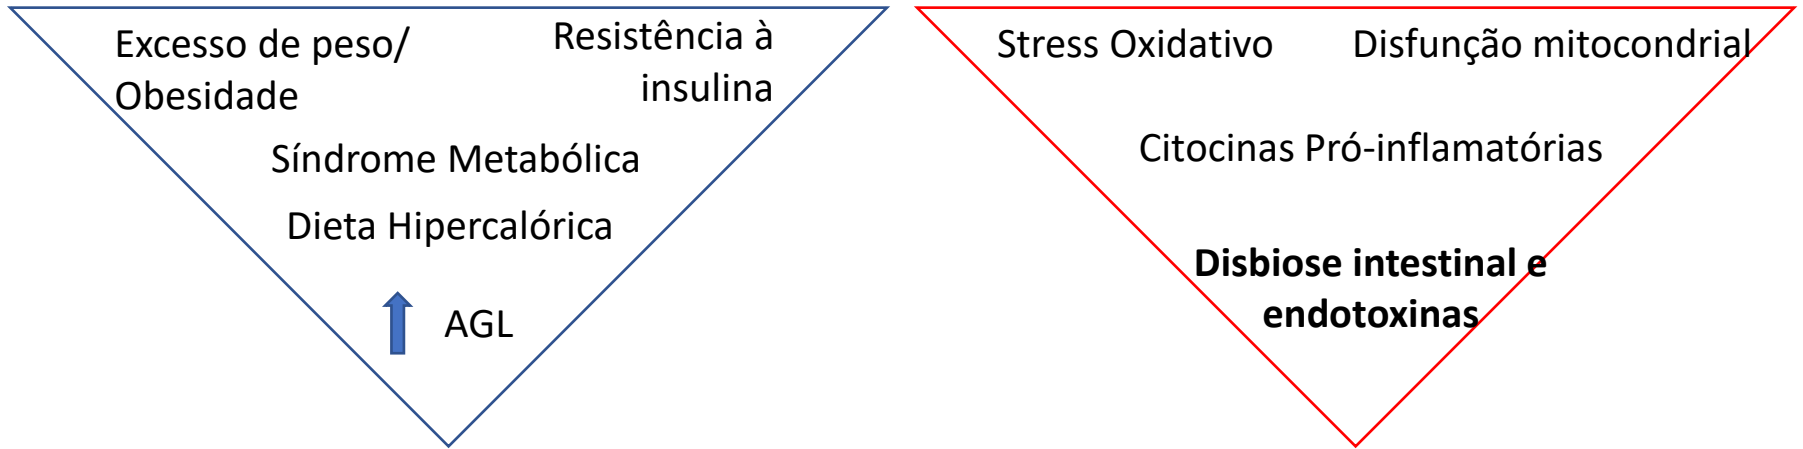 Excesso de peso/
Obesidade
Resistência à
insulina
Síndrome Metabólica
Dieta Hipercalórica
AGL
Stress Oxidativo
Disfunção mitocondrial
Citocinas Pró-inflamatórias
Disbiose intestinal e
endotoxinas